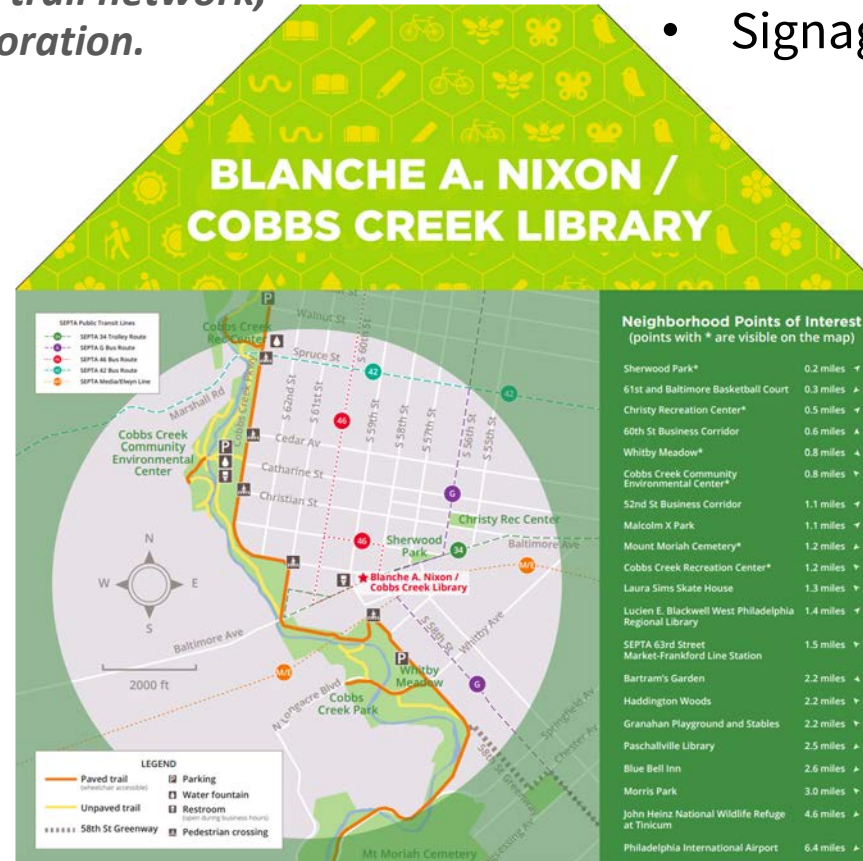 trail network,
oration.
• Signag
BLANCHE A. NIXON /
COBBS CREEK LIBRARY
SEPTA Public Transit Lines
34 SEPTA 34 Trolley Route
G SEPTA G Bus Route
46 SEPTA 46 Bus Route
42 SEPTA 42 Bus Route
M/E SEPTA Media/Elwyn Line
P
Cobbs Creek
Rec Center
Walnut St
Spruce St
S 60th St
42
42
Marshall Rd
Cobbs Creek Pkwy
S 62nd St
S 61st St
46
S 59th St
S 58th St
S 57th St
S 56th St
S 55th St
Cobbs Creek
Community
Environmental
Center
P
Cedar Av
Catharine St
Christian St
G
Christy Rec Center
46
Sherwood
Park
34
Baltimore Ave
M/E
Blanche A. Nixon /
Cobbs Creek Library
N
W
E
S
Baltimore Ave
2000 ft
M/E
S 58th St
Whitby Ave
P
Whitby
Meadow
G
N Longacre Blvd
Cobbs
Creek Park
Springfield Av
Chester Av
58th St Greenway
Mt Moriah Cemetery
LEGEND
Paved trail
(wheelchair accessible)
Unpaved trail
58th St Greenway
P Parking
Water fountain
Restroom
(open during business hours)
Pedestrian crossing
Neighborhood Points of Interest
(points with * are visible on the map)
Sherwood Park* 0.2 miles
61st and Baltimore Basketball Court 0.3 miles
Christy Recreation Center* 0.5 miles
60th St Business Corridor 0.6 miles
Whitby Meadow* 0.8 miles
Cobbs Creek Community
Environmental Center* 0.8 miles
52nd St Business Corridor 1.1 miles
Malcolm X Park 1.1 miles
Mount Moriah Cemetery* 1.2 miles
Cobbs Creek Recreation Center* 1.2 miles
Laura Sims Skate House 1.3 miles
Lucien E. Blackwell West Philadelphia 1.4 miles
Regional Library
SEPTA 63rd Street 1.5 miles
Market-Frankford Line Station
Bartram's Garden 2.2 miles
Haddington Woods 2.2 miles
Granahan Playground and Stables 2.2 miles
Paschallville Library 2.5 miles
Blue Bell Inn 2.6 miles
Morris Park 3.0 miles
John Heinz National Wildlife Refuge 4.6 miles
at Tinicum
Philadelphia International Airport 6.4 miles